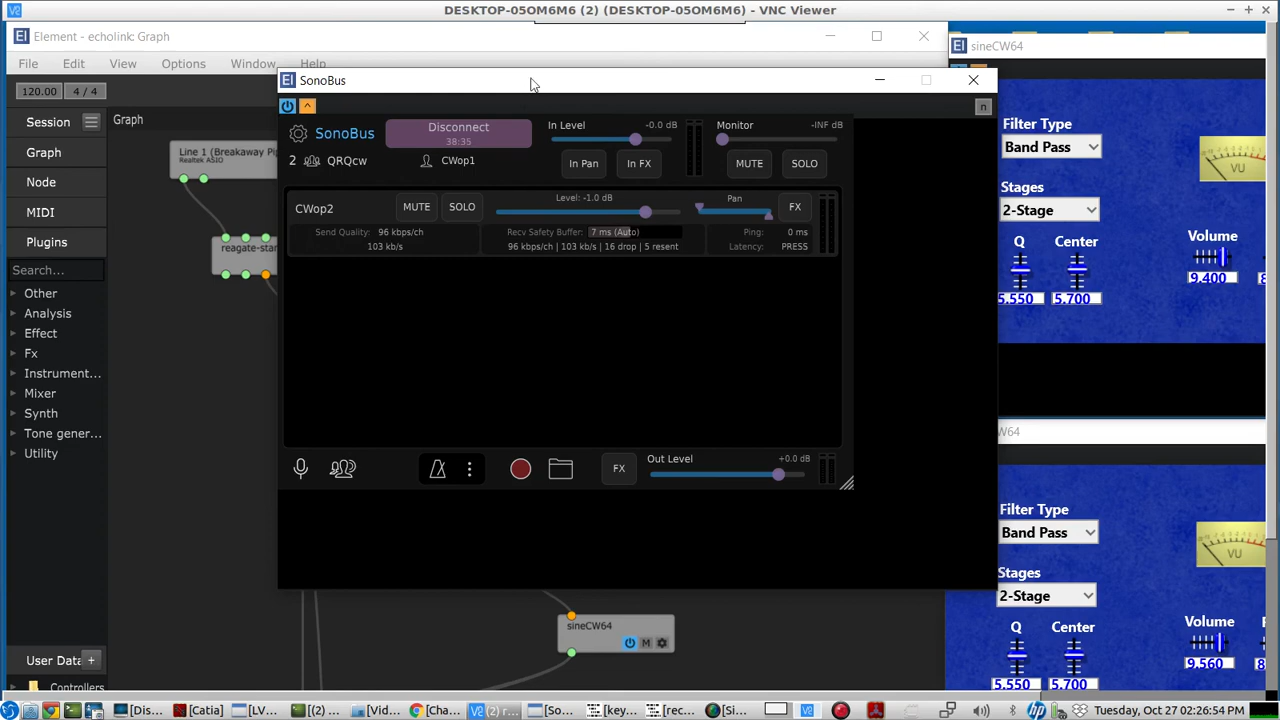 DESKTOP-05OM6M6 (2) (DESKTOP-05OM6M6) - VNC Viewer
Element - echolink: Graph
sineCW64
File Edit View Options Window Help
SonoBus
120.00 4 / 4
Session
Graph
Graph
Node
MIDI
Plugins
Search...
Other
Analysis
Effect
Fx
Instrument...
Mixer
Synth
Tone gener...
Utility
User Data +
Controllers
Line 1 (Breakaway Pip
Realtek ASIO
reagate-star
n
SonoBus
Disconnect
38:35
In Level -0.0 dB
Monitor -INF dB
2 QRQcw
CWop1
In Pan In FX
MUTE SOLO
CWop2
MUTE SOLO
Level: -1.0 dB
Pan
FX
Send Quality: 96 kbps/ch
103 kb/s
Recv Safety Buffer: 7 ms (Auto)
96 kbps/ch | 103 kb/s | 16 drop | 5 resent
Ping: 0 ms
Latency: PRESS
FX
Out Level +0.0 dB
sineCW64
M
Filter Type
Band Pass
VU
Stages
2-Stage
Q Center Volume
5.550 5.700 9.400
W64
Filter Type
Band Pass
VU
Stages
2-Stage
Q Center Volume
5.550 5.700 9.560
[Dis... [Catia] [LV... [(2) ... [Vid... [Cha... (2) r... [So... [key... [rec... [Si... Tuesday, Oct 27 02:26:54 PM